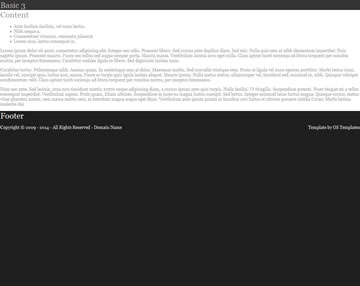 Basic 3
Content
Ante facilisis facilisis, vel nunc lectus.
Nibh neque a.
Consectetuer vivamus, venenatis placerat
Lorem nisi, lectus consequat in.
Lorem ipsum dolor sit amet, consectetur adipiscing elit. Integer nec odio. Praesent libero. Sed cursus ante dapibus diam. Sed nisi. Nulla quis sem at nibh elementum imperdiet. Duis
sagittis ipsum. Praesent mauris. Fusce nec tellus sed augue semper porta. Mauris massa. Vestibulum lacinia arcu eget nulla. Class aptent taciti sociosqu ad litora torquent per conubia
nostra, per inceptos himenaeos. Curabitur sodales ligula in libero. Sed dignissim lacinia nunc.
Curabitur tortor. Pellentesque nibh. Aenean quam. In scelerisque sem at dolor. Maecenas mattis. Sed convallis tristique sem. Proin ut ligula vel nunc egestas porttitor. Morbi lectus risus,
iaculis vel, suscipit quis, luctus non, massa. Fusce ac turpis quis ligula lacinia aliquet. Mauris ipsum. Nulla metus metus, ullamcorper vel, tincidunt sed, euismod in, nibh. Quisque volutpat
condimentum velit. Class aptent taciti sociosqu ad litora torquent per conubia nostra, per inceptos himenaeos.
Nam nec ante. Sed lacinia, urna non tincidunt mattis, tortor neque adipiscing diam, a cursus ipsum ante quis turpis. Nulla facilisi. Ut fringilla. Suspendisse potenti. Nunc feugiat mi a tellus
consequat imperdiet. Vestibulum sapien. Proin quam. Etiam ultrices. Suspendisse in justo eu magna luctus suscipit. Sed lectus. Integer euismod lacus luctus magna. Quisque cursus, metus
vitae pharetra auctor, sem massa mattis sem, at interdum magna augue eget diam. Vestibulum ante ipsum primis in faucibus orci luctus et ultrices posuere cubilia Curae; Morbi lacinia
molestie dui.
Footer
Copyright © 2009 - 2014 - All Rights Reserved - Domain Name
Template by OS Templates